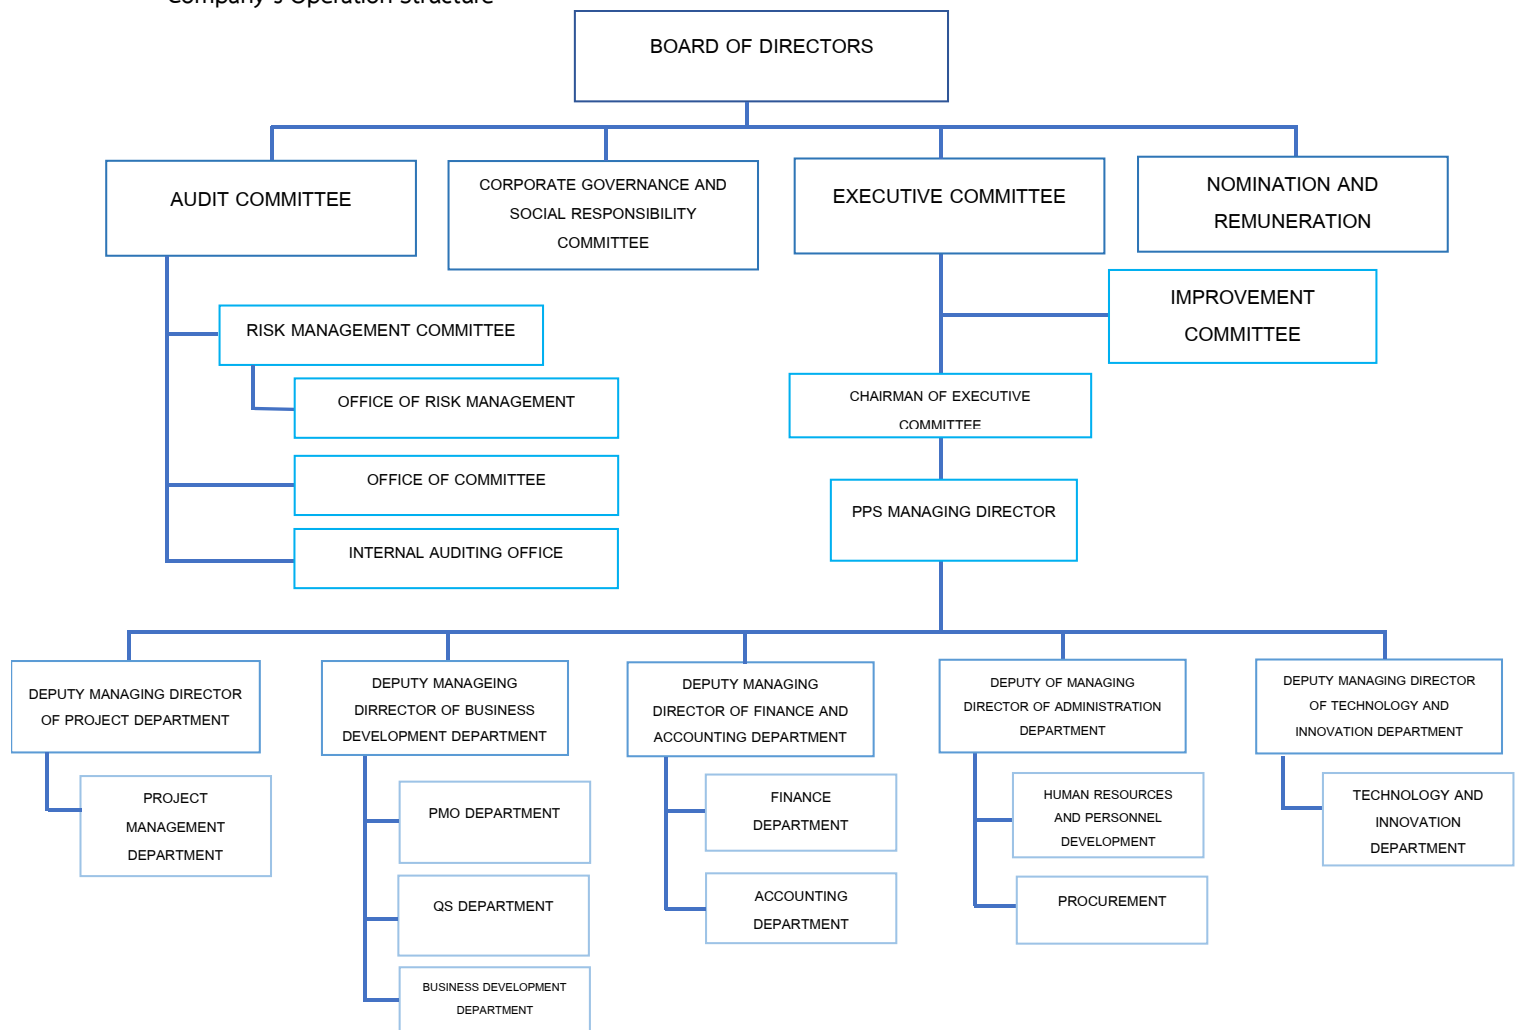 Company's Operation Structure
BOARD OF DIRECTORS
AUDIT COMMITTEE
CORPORATE GOVERNANCE AND
SOCIAL RESPONSIBILITY
COMMITTEE
EXECUTIVE COMMITTEE
NOMINATION AND
REMUNERATION
IMPROVEMENT
COMMITTEE
RISK MANAGEMENT COMMITTEE
OFFICE OF RISK MANAGEMENT
OFFICE OF COMMITTEE
INTERNAL AUDITING OFFICE
CHAIRMAN OF EXECUTIVE
COMMITTEE
PPS MANAGING DIRECTOR
DEPUTY MANAGING DIRECTOR
OF PROJECT DEPARTMENT
PROJECT
MANAGEMENT
DEPARTMENT
DEPUTY MANAGEING
DIRRECTOR OF BUSINESS
DEVELOPMENT DEPARTMENT
PMO DEPARTMENT
QS DEPARTMENT
BUSINESS DEVELOPMENT
DEPARTMENT
DEPUTY MANAGING
DIRECTOR OF FINANCE AND
ACCOUNTING DEPARTMENT
FINANCE
DEPARTMENT
ACCOUNTING
DEPARTMENT
DEPUTY OF MANAGING
DIRECTOR OF ADMINISTRATION
DEPARTMENT
HUMAN RESOURCES
AND PERSONNEL
DEVELOPMENT
PROCUREMENT
DEPUTY MANAGING DIRECTOR
OF TECHNOLOGY AND
INNOVATION DEPARTMENT
TECHNOLOGY AND
INNOVATION
DEPARTMENT